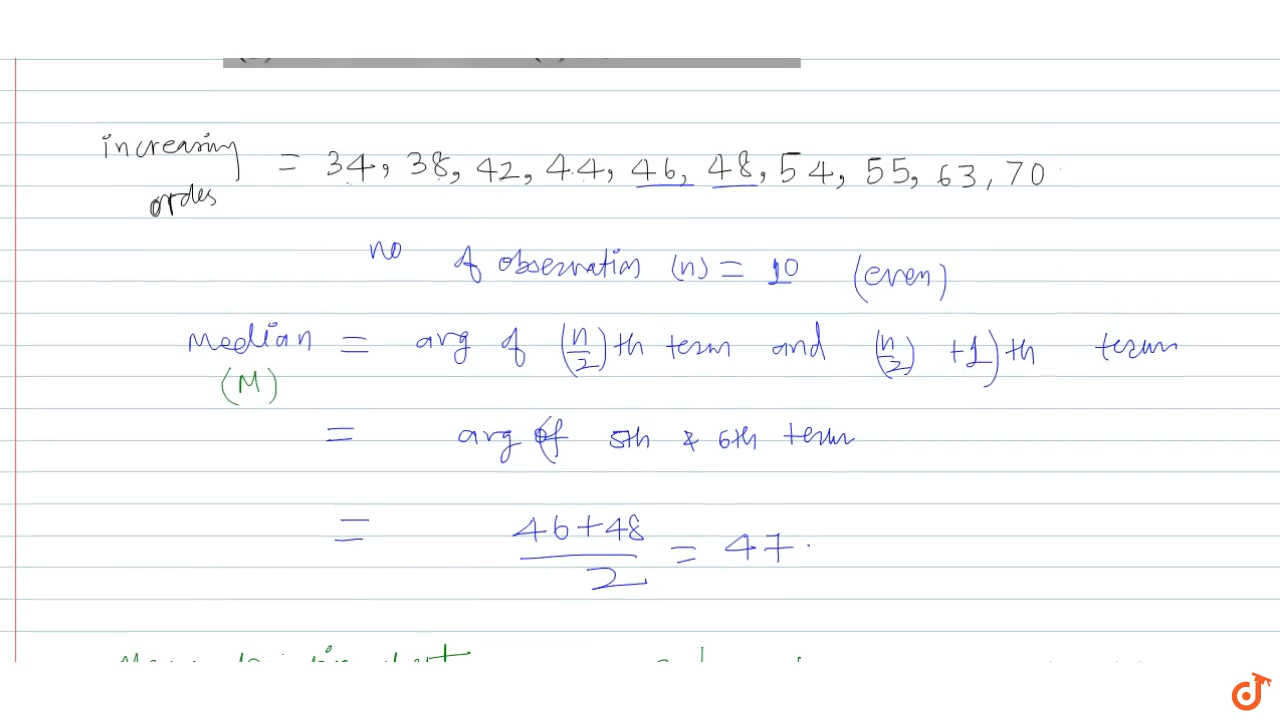 increasing
order
= 34, 38, 42, 44, 46, 48, 54, 55, 63, 70
no of observation (n) = 10 (even)
Median = avg of (n/2)th term and (n/2 +1)th term
(M)
= avg of 5th & 6th term
= 46+48/2 = 47.